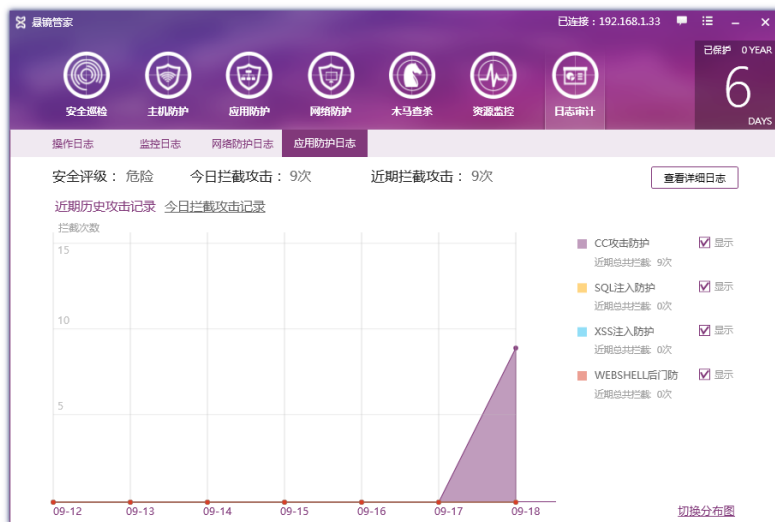 悬镜管家
已连接：192.168.1.33
已保护 0 YEAR
6
DAYS
安全巡检 主机防护 应用防护 网络防护 木马查杀 资源监控 日志审计
操作日志 监控日志 网络防护日志 应用防护日志
安全评级： 危险 今日拦截攻击： 9次 近期拦截攻击： 9次 查看详细日志
近期历史攻击记录 今日拦截攻击记录
拦截次数
15
10
5
09-12 09-13 09-14 09-15 09-16 09-17 09-18
CC攻击防护 显示
近期总共拦截: 9次
SQL注入防护 显示
近期总共拦截: 0次
XSS注入防护 显示
近期总共拦截: 0次
WEBSHELL后门防 显示
近期总共拦截: 0次
切换分布图